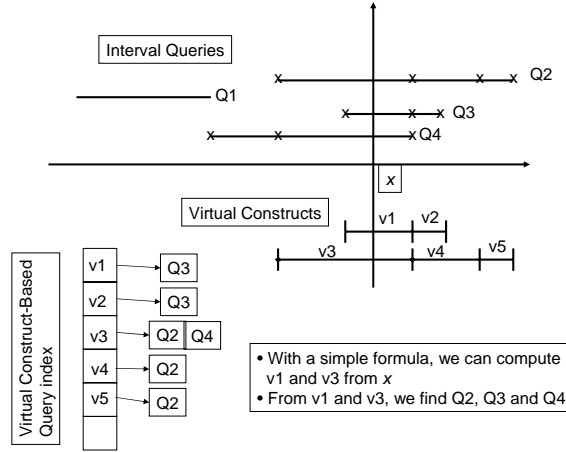 Interval Queries
x x x x Q2
Q1
x x x Q3
x x x Q4
x
Virtual Constructs
v1 v2
v3 v4 v5
Virtual Construct-Based
Query index
v1 Q3
v2 Q3
v3 Q2 Q4
v4 Q2
v5 Q2
• With a simple formula, we can compute
v1 and v3 from x
• From v1 and v3, we find Q2, Q3 and Q4